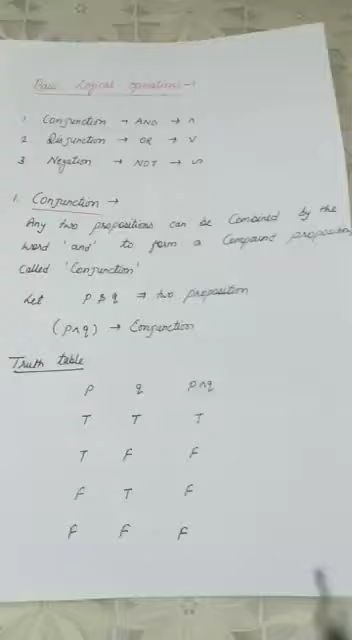 Basic Logical operations →
1. Conjunction → AND → ∧
2. Disjunction → OR → ∨
3. Negation → NOT → ∽
1. Conjunction →
Any two propositions can be Combined by the
word 'and' to form a Compound proposition
Called 'Conjunction'
Let P & q → two proposition
(p∧q) → Conjunction
Truth table
P q p∧q
T T T
T F F
F T F
F F F